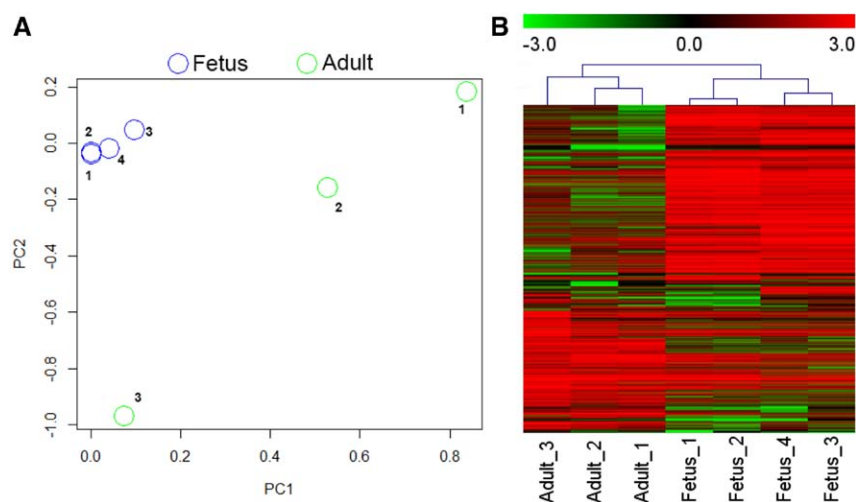 A
Fetus Adult
0.2
0.0
-0.2
-0.4
-0.6
-0.8
-1.0
PC2
1
2
3
4
2
1
3
0.0 0.2 0.4 0.6 0.8
PC1
B
-3.0 0.0 3.0
Adult_3 Adult_2 Adult_1 Fetus_1 Fetus_2 Fetus_4 Fetus_3